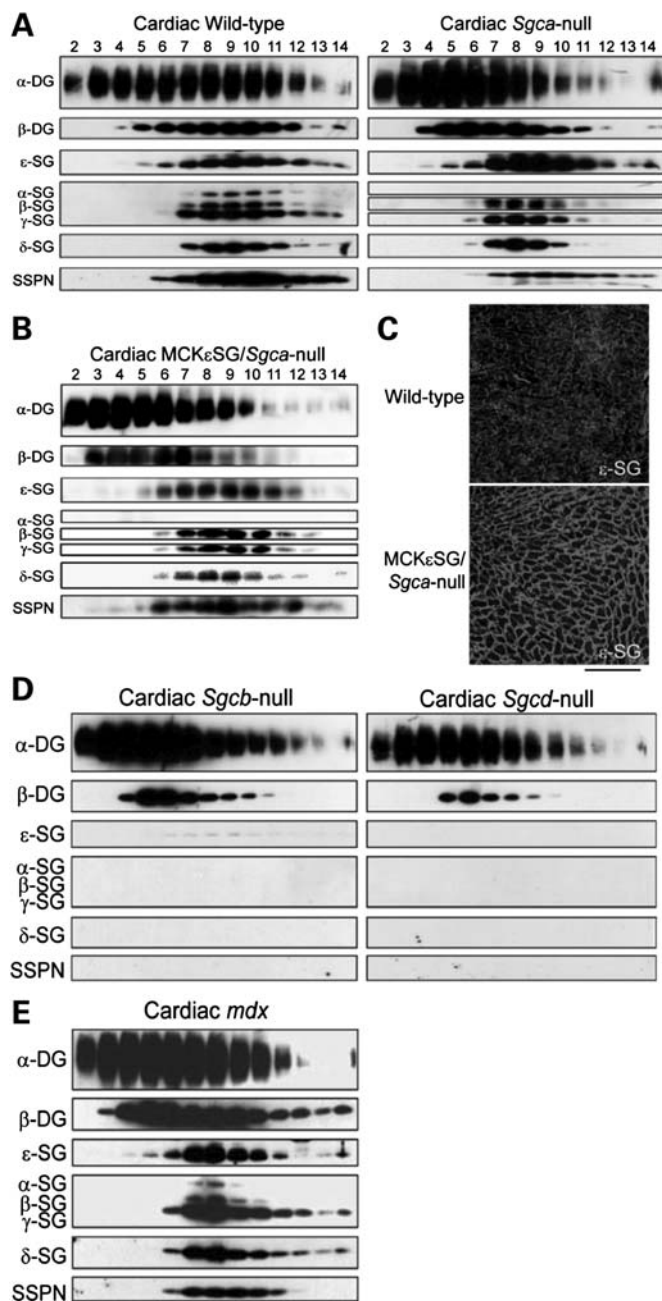 A
Cardiac Wild-type
2 3 4 5 6 7 8 9 10 11 12 13 14
Cardiac Sgca-null
2 3 4 5 6 7 8 9 10 11 12 13 14
α-DG
β-DG
ε-SG
α-SG
β-SG
γ-SG
δ-SG
SSPN
B
Cardiac MCKεSG/Sgca-null
2 3 4 5 6 7 8 9 10 11 12 13 14
α-DG
β-DG
ε-SG
α-SG
β-SG
γ-SG
δ-SG
SSPN
C
Wild-type
ε-SG
MCKεSG/
Sgca-null
ε-SG
D
Cardiac Sgcb-null
Cardiac Sgcd-null
α-DG
β-DG
ε-SG
α-SG
β-SG
γ-SG
δ-SG
SSPN
E
Cardiac mdx
α-DG
β-DG
ε-SG
α-SG
β-SG
γ-SG
δ-SG
SSPN